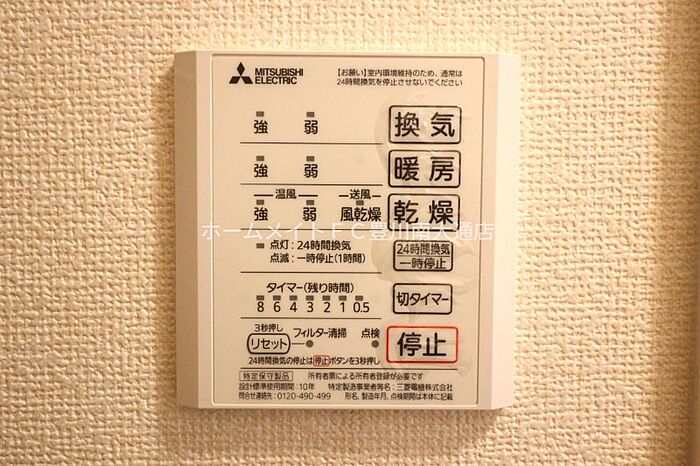 MITSUBISHI
ELECTRIC
【お願い】室内環境維持のため、通常は
24時間換気を停止させないでください
強 弱 換気
強 弱 暖房
温風 送風
強 弱 風乾燥 乾燥
ホームメイトFC豊川南大通店
点灯:24時間換気
点滅:一時停止(1時間)
24時間換気
一時停止
タイマー(残り時間)
8 6 4 3 2 1 0.5
切タイマー
3秒押し
リセット フィルター清掃 点検
停止
24時間換気の停止は停止ボタンを3秒押し
特定保守製品 所有者票による所有者登録が必要です
設計標準使用期間:10年 特定製造事業者等名:三菱電機株式会社
問合せ連絡先:0120-490-499 形名、製造年月、点検期間は本体に記載